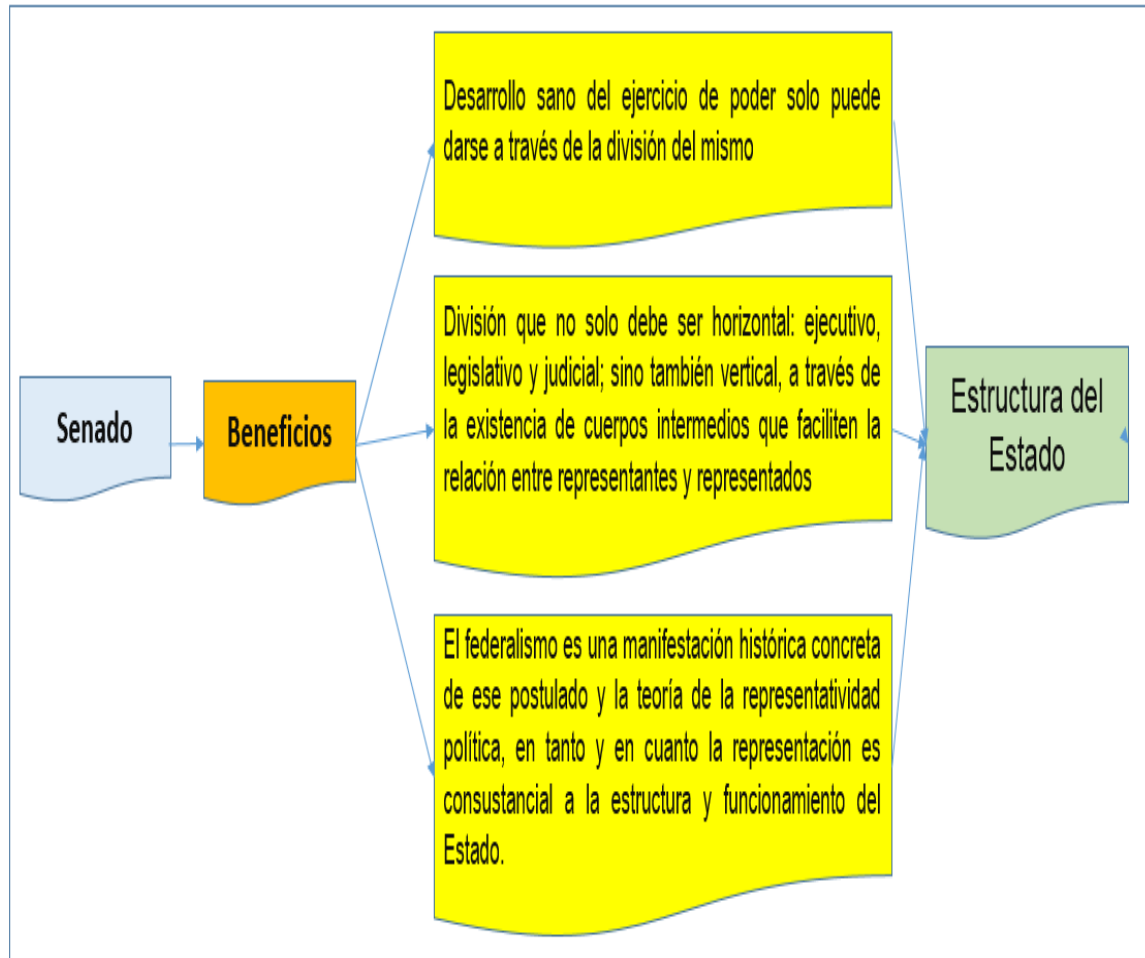 Senado
Beneficios
Desarrollo sano del ejercicio de poder solo puede
darse a través de la división del mismo
División que no solo debe ser horizontal: ejecutivo,
legislativo y judicial; sino también vertical, a través de
la existencia de cuerpos intermedios que faciliten la
relación entre representantes y representados
El federalismo es una manifestación histórica concreta
de ese postulado y la teoría de la representatividad
política, en tanto y en cuanto la representación es
consustancial a la estructura y funcionamiento del
Estado.
Estructura del
Estado